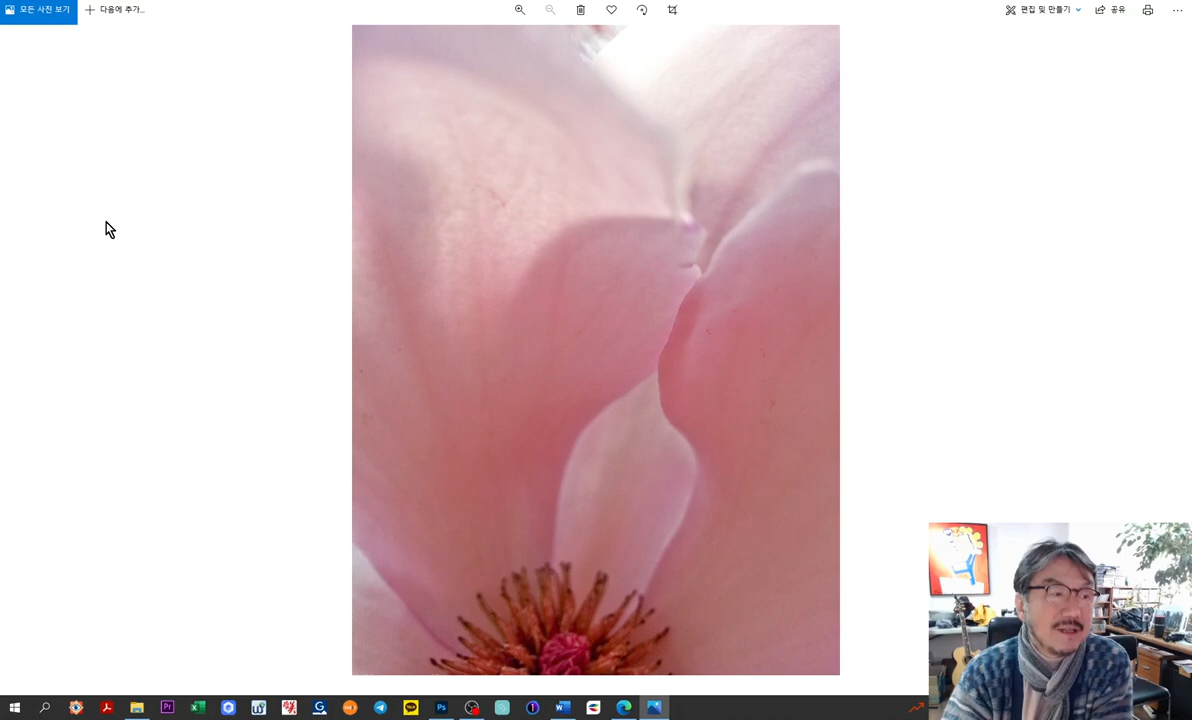 모든 사진 보기
다음에 추가...
편집 및 만들기
공유